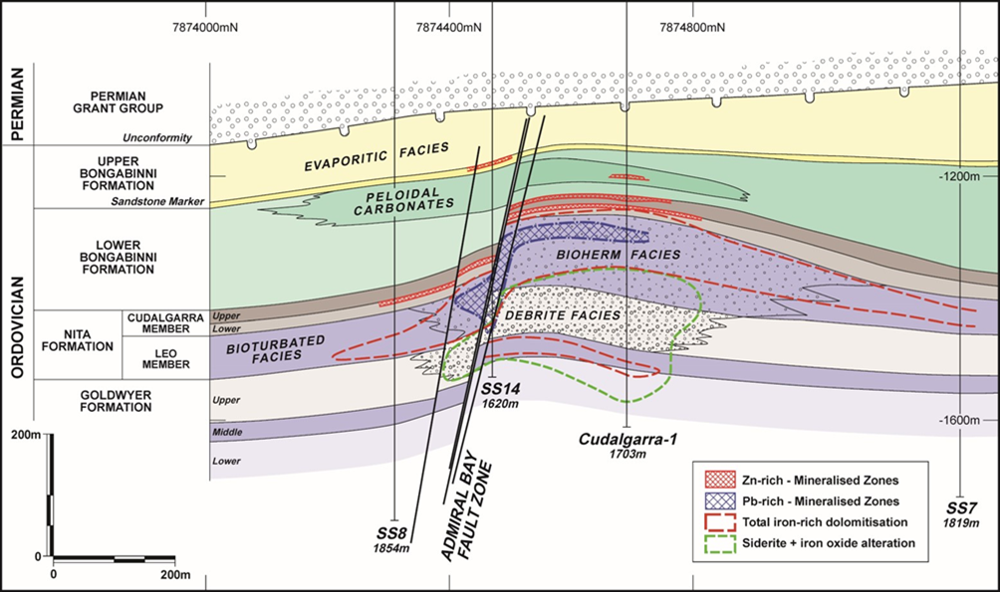 7874000mN
7874400mN
7874800mN
PERMIAN
PERMIAN
GRANT GROUP
Unconformity
ORDOVICIAN
UPPER
BONGABINNI
FORMATION
Sandstone Marker
LOWER
BONGABINNI
FORMATION
NITA
FORMATION
CUDALGARRA
MEMBER
Upper
Lower
LEO
MEMBER
GOLDWYER
FORMATION
Upper
Middle
Lower
EVAPORITIC FACIES
PELOIDAL
CARBONATES
BIOHERM FACIES
DEBRITE FACIES
BIOTURBATED
FACIES
-1200m
-1600m
SS14
1620m
Cudalgarra-1
1703m
SS8
1854m
ADMIRAL BAY
FAULT ZONE
SS7
1819m
200m
0
0
200m
Zn-rich - Mineralised Zones
Pb-rich - Mineralised Zones
Total iron-rich dolomitisation
Siderite + iron oxide alteration